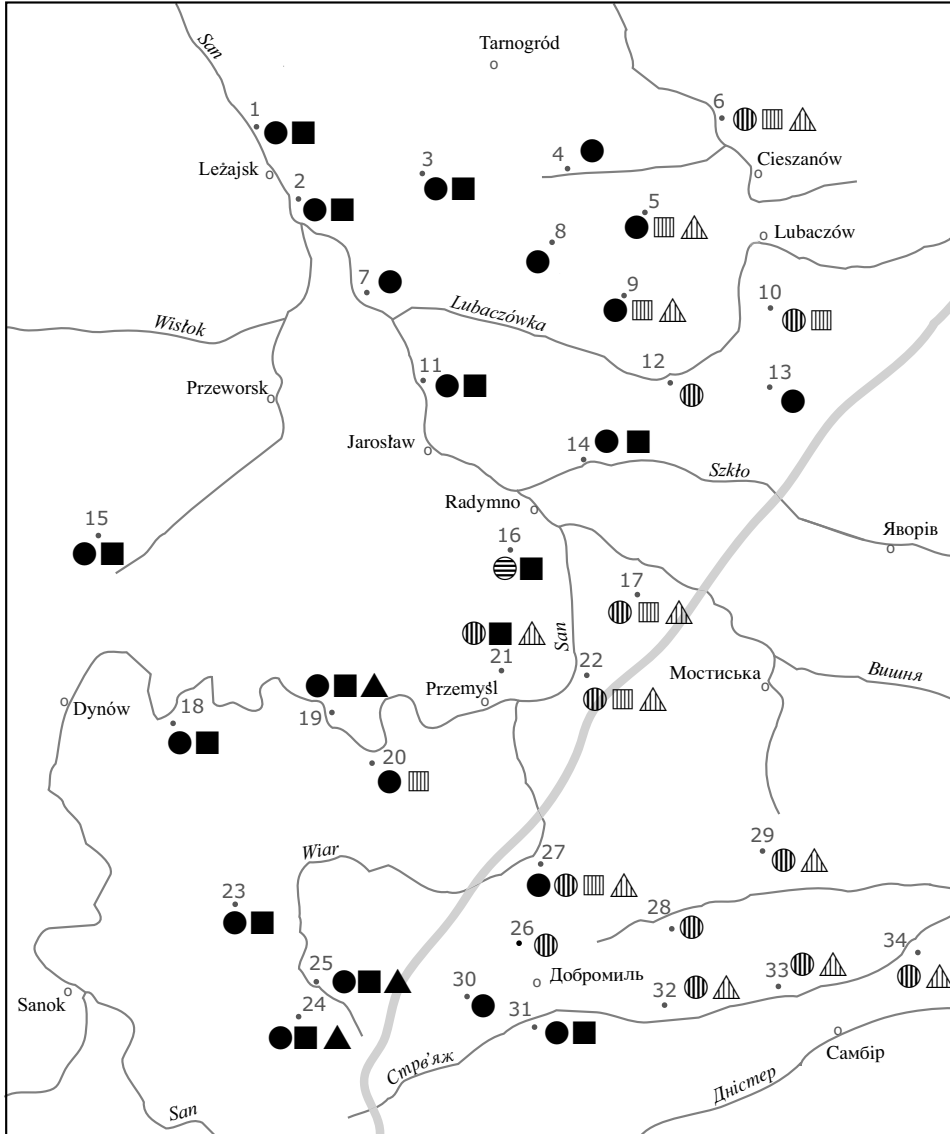 San
Tarnogród
1
6
Leżajsk
3
4
Cieszanów
2
5
8
Lubaczów
7
9
10
Lubaczówka
Wisłok
11
12
13
Przeworsk
Jarosław
14
Szkło
Radymno
15
16
Яворів
17
San
21
22
Мостиська
Вишня
Przemyśl
Dynów
18
19
20
Wiar
27
29
23
28
26
34
25
Добромиль
33
Sanok
24
30
32
31
Самбір
Стрв'яж
Дністер
San